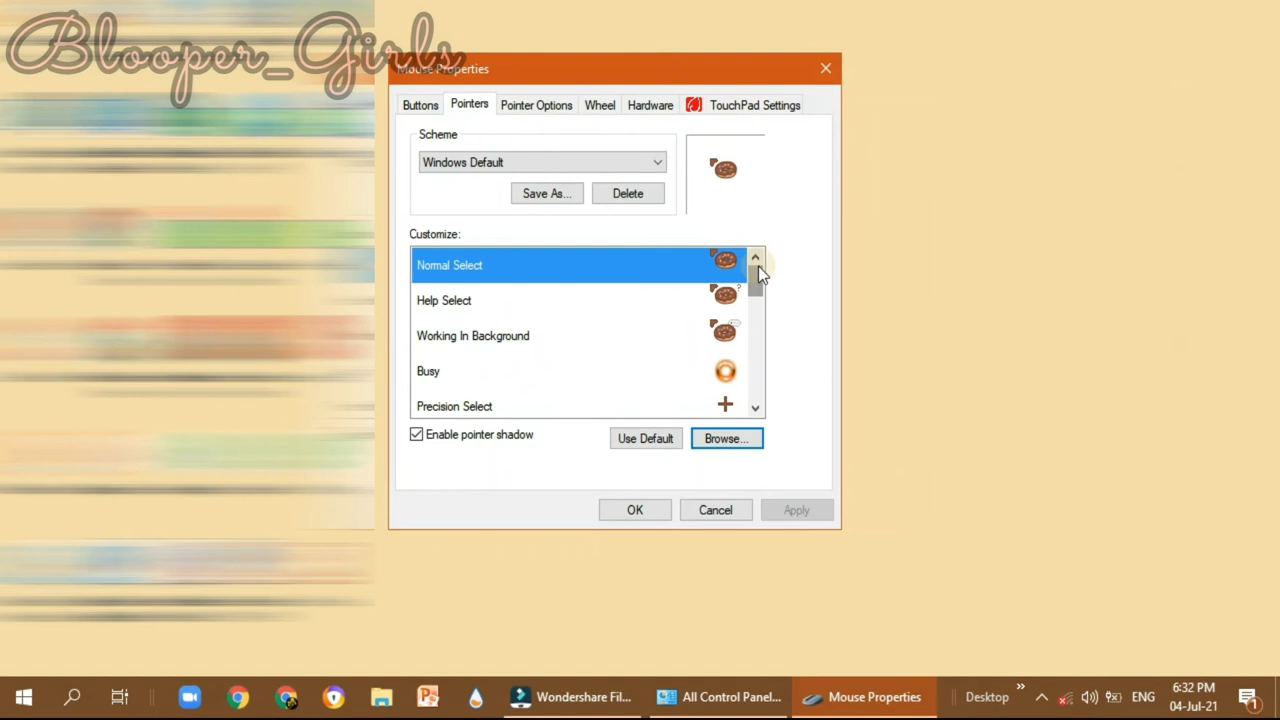 Blooper_Girls
Mouse Properties
Buttons Pointers Pointer Options Wheel Hardware TouchPad Settings
Scheme
Windows Default
Save As... Delete
Customize:
Normal Select
Help Select
?
Working In Background
Busy
Precision Select
Enable pointer shadow Use Default Browse...
OK Cancel Apply
Wondershare Fil... All Control Panel... Mouse Properties Desktop » ENG 6:32 PM
04-Jul-21
1